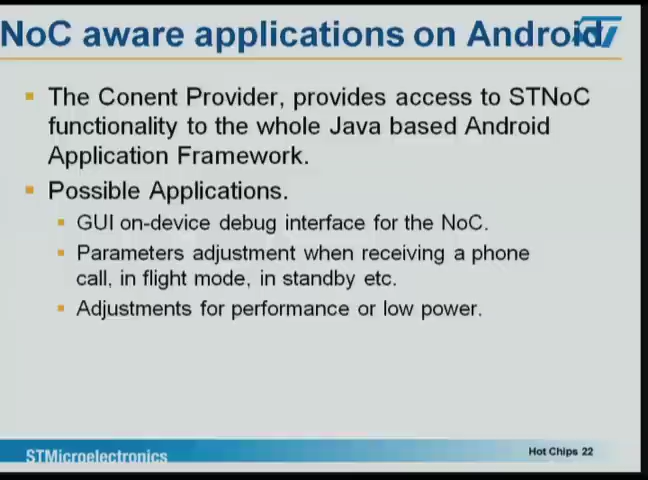 NoC aware applications on Android
The Conent Provider, provides access to STNoC
functionality to the whole Java based Android
Application Framework.
Possible Applications.
GUI on-device debug interface for the NoC.
Parameters adjustment when receiving a phone
call, in flight mode, in standby etc.
Adjustments for performance or low power.
STMicroelectronics
Hot Chips 22